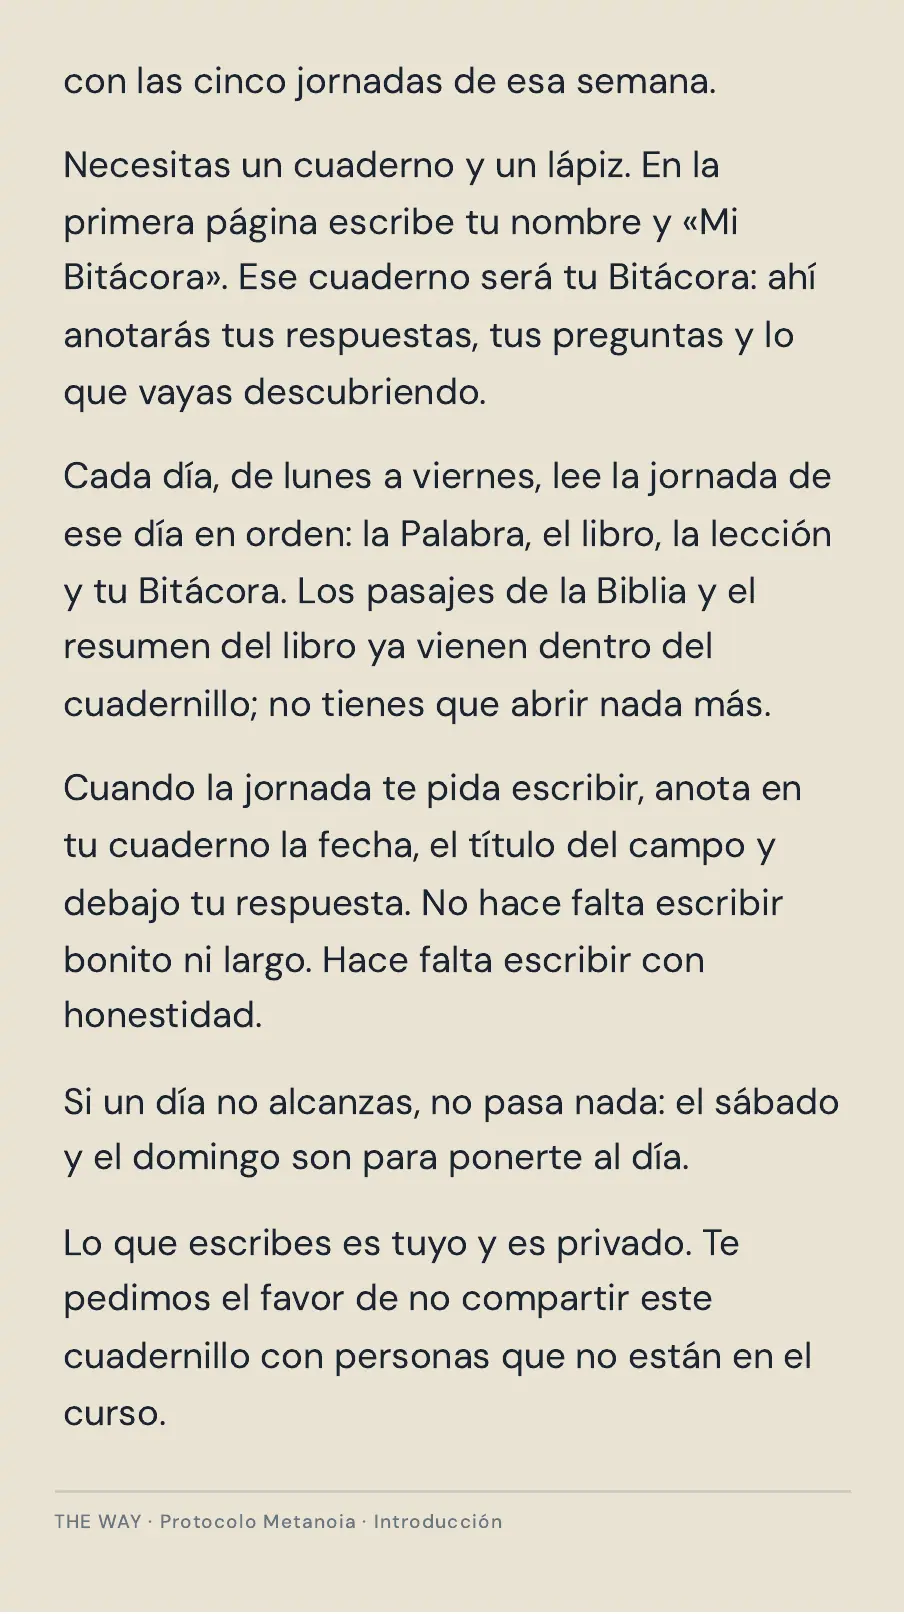 con las cinco jornadas de esa semana.
Necesitas un cuaderno y un lápiz. En la
primera página escribe tu nombre y «Mi
Bitácora». Ese cuaderno será tu Bitácora: ahí
anotarás tus respuestas, tus preguntas y lo
que vayas descubriendo.
Cada día, de lunes a viernes, lee la jornada de
ese día en orden: la Palabra, el libro, la lección
y tu Bitácora. Los pasajes de la Biblia y el
resumen del libro ya vienen dentro del
cuadernillo; no tienes que abrir nada más.
Cuando la jornada te pida escribir, anota en
tu cuaderno la fecha, el título del campo y
debajo tu respuesta. No hace falta escribir
bonito ni largo. Hace falta escribir con
honestidad.
Si un día no alcanzas, no pasa nada: el sábado
y el domingo son para ponerte al día.
Lo que escribes es tuyo y es privado. Te
pedimos el favor de no compartir este
cuadernillo con personas que no están en el
curso.
THE WAY · Protocolo Metanoia · Introducción